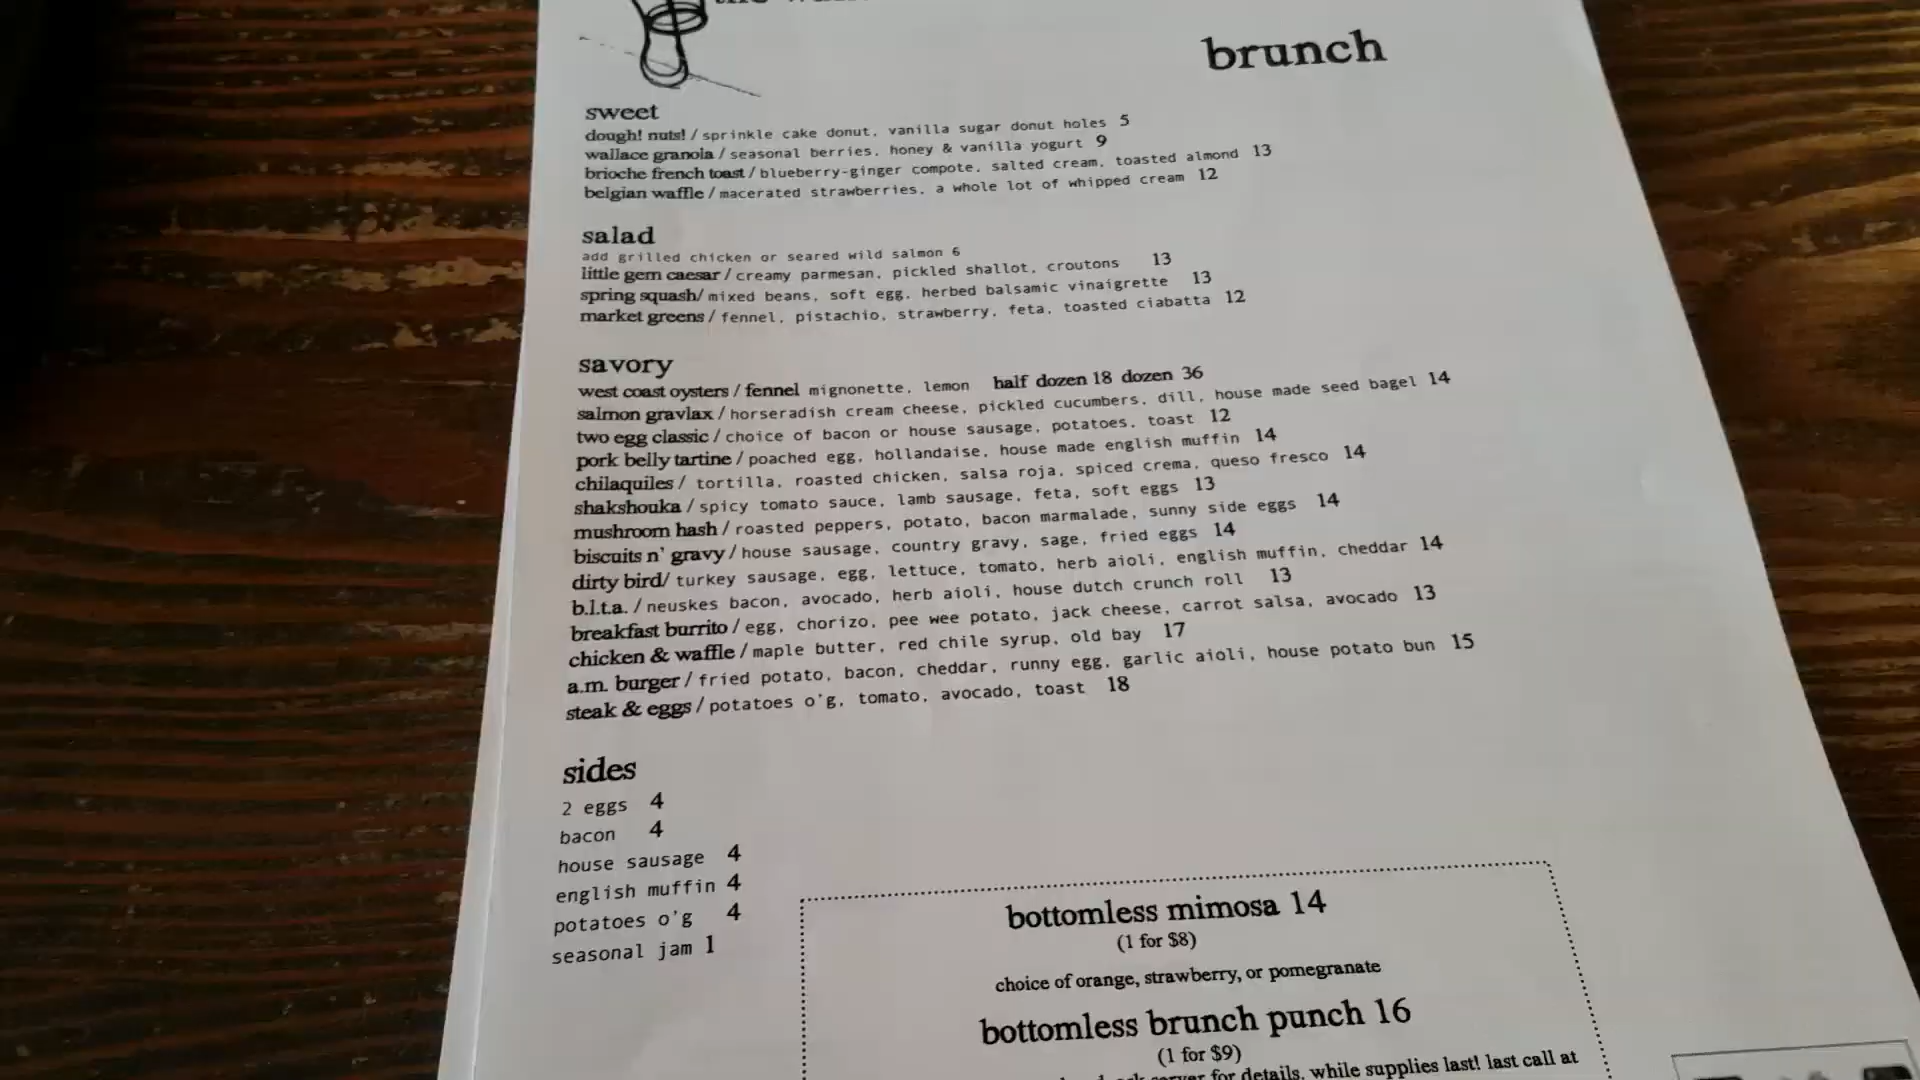 the
brunch
sweet
dough! nuts! / sprinkle cake donut, vanilla sugar donut holes 5
wallace granola / seasonal berries, honey & vanilla yogurt 9
brioche french toast / blueberry-ginger compote, salted cream, toasted almond 13
belgian waffle / macerated strawberries, a whole lot of whipped cream 12
salad
add grilled chicken or seared wild salmon 6
little gem caesar / creamy parmesan, pickled shallot, croutons 13
spring squash/ mixed beans, soft egg, herbed balsamic vinaigrette 13
market greens / fennel, pistachio, strawberry, feta, toasted ciabatta 12
savory
west coast oysters / fennel mignonette, lemon half dozen 18 dozen 36
salmon gravlax / horseradish cream cheese, pickled cucumbers, dill, house made seed bagel 14
two egg classic / choice of bacon or house sausage, potatoes, toast 12
pork belly tartine / poached egg, hollandaise, house made english muffin 14
chilaquiles / tortilla, roasted chicken, salsa roja, spiced crema, queso fresco 14
shakshouka / spicy tomato sauce, lamb sausage, feta, soft eggs 13
mushroom hash / roasted peppers, potato, bacon marmalade, sunny side eggs 14
biscuits n' gravy / house sausage, country gravy, sage, fried eggs 14
dirty bird/ turkey sausage, egg, lettuce, tomato, herb aioli, english muffin, cheddar 14
b.l.t.a. / neuskes bacon, avocado, herb aioli, house dutch crunch roll 13
breakfast burrito / egg, chorizo, pee wee potato, jack cheese, carrot salsa, avocado 13
chicken & waffle / maple butter, red chile syrup, old bay 17
a.m. burger / fried potato, bacon, cheddar, runny egg, garlic aioli, house potato bun 15
steak & eggs / potatoes o'g, tomato, avocado, toast 18
sides
2 eggs 4
bacon 4
house sausage 4
english muffin 4
potatoes o'g 4
seasonal jam 1
bottomless mimosa 14
(1 for $8)
choice of orange, strawberry, or pomegranate
bottomless brunch punch 16
(1 for $9)
server for details, while supplies last! last call at